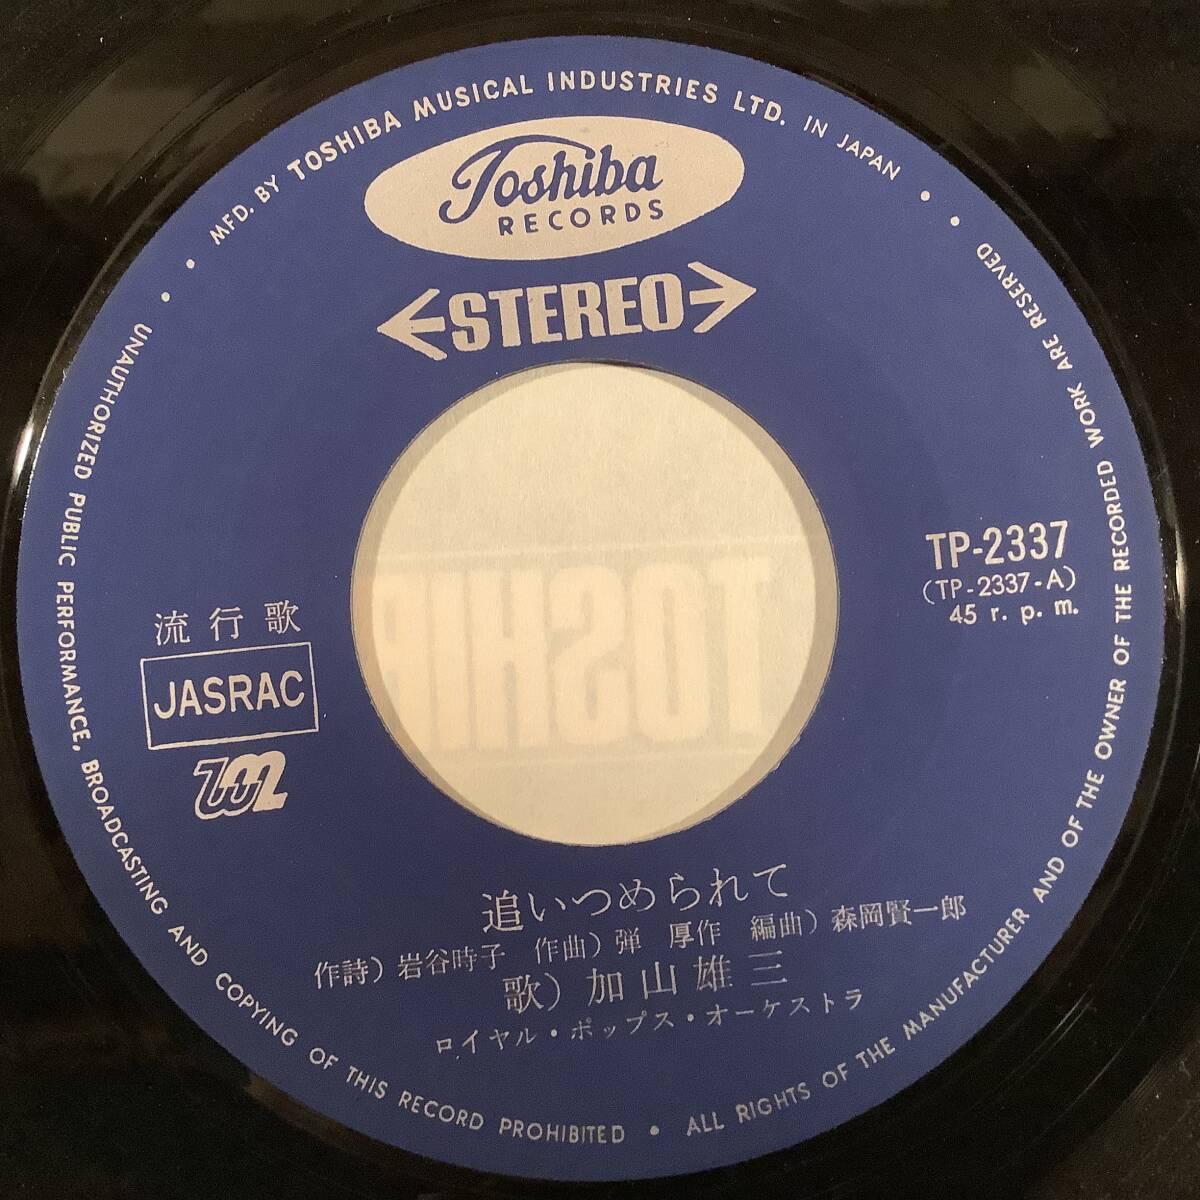 MFD. BY TOSHIBA MUSICAL INDUSTRIES LTD. IN JAPAN
Toshiba
RECORDS
STEREO
TP-2337
(TP-2337-A)
45 r. p. m.
流行歌
JASRAC
TOSHIB
追いつめられて
作詩)岩谷時子 作曲)弾 厚作 編曲)森岡賢一郎
歌)加山雄三
ロイヤル・ポップス・オーケストラ
UNAUTHORIZED PUBLIC PERFORMANCE, BROADCASTING AND COPYING OF THIS RECORD PROHIBITED • ALL RIGHTS OF THE MANUFACTURER AND OF THE OWNER OF THE RECORDED WORK ARE RESERVED